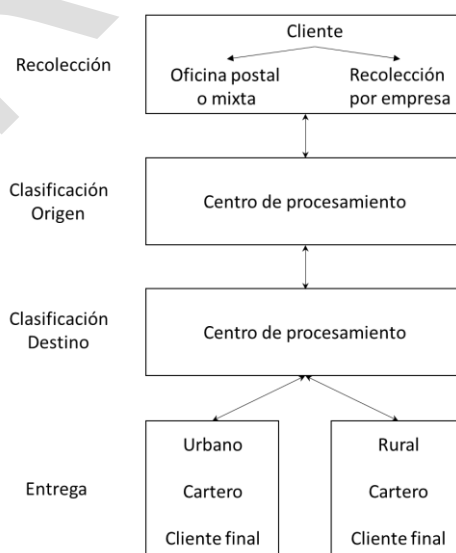 Cliente
Recolección
Oficina postal
o mixta
Recolección
por empresa
Clasificación
Origen
Centro de procesamiento
Clasificación
Destino
Centro de procesamiento
Entrega
Urbano
Cartero
Cliente final
Rural
Cartero
Cliente final